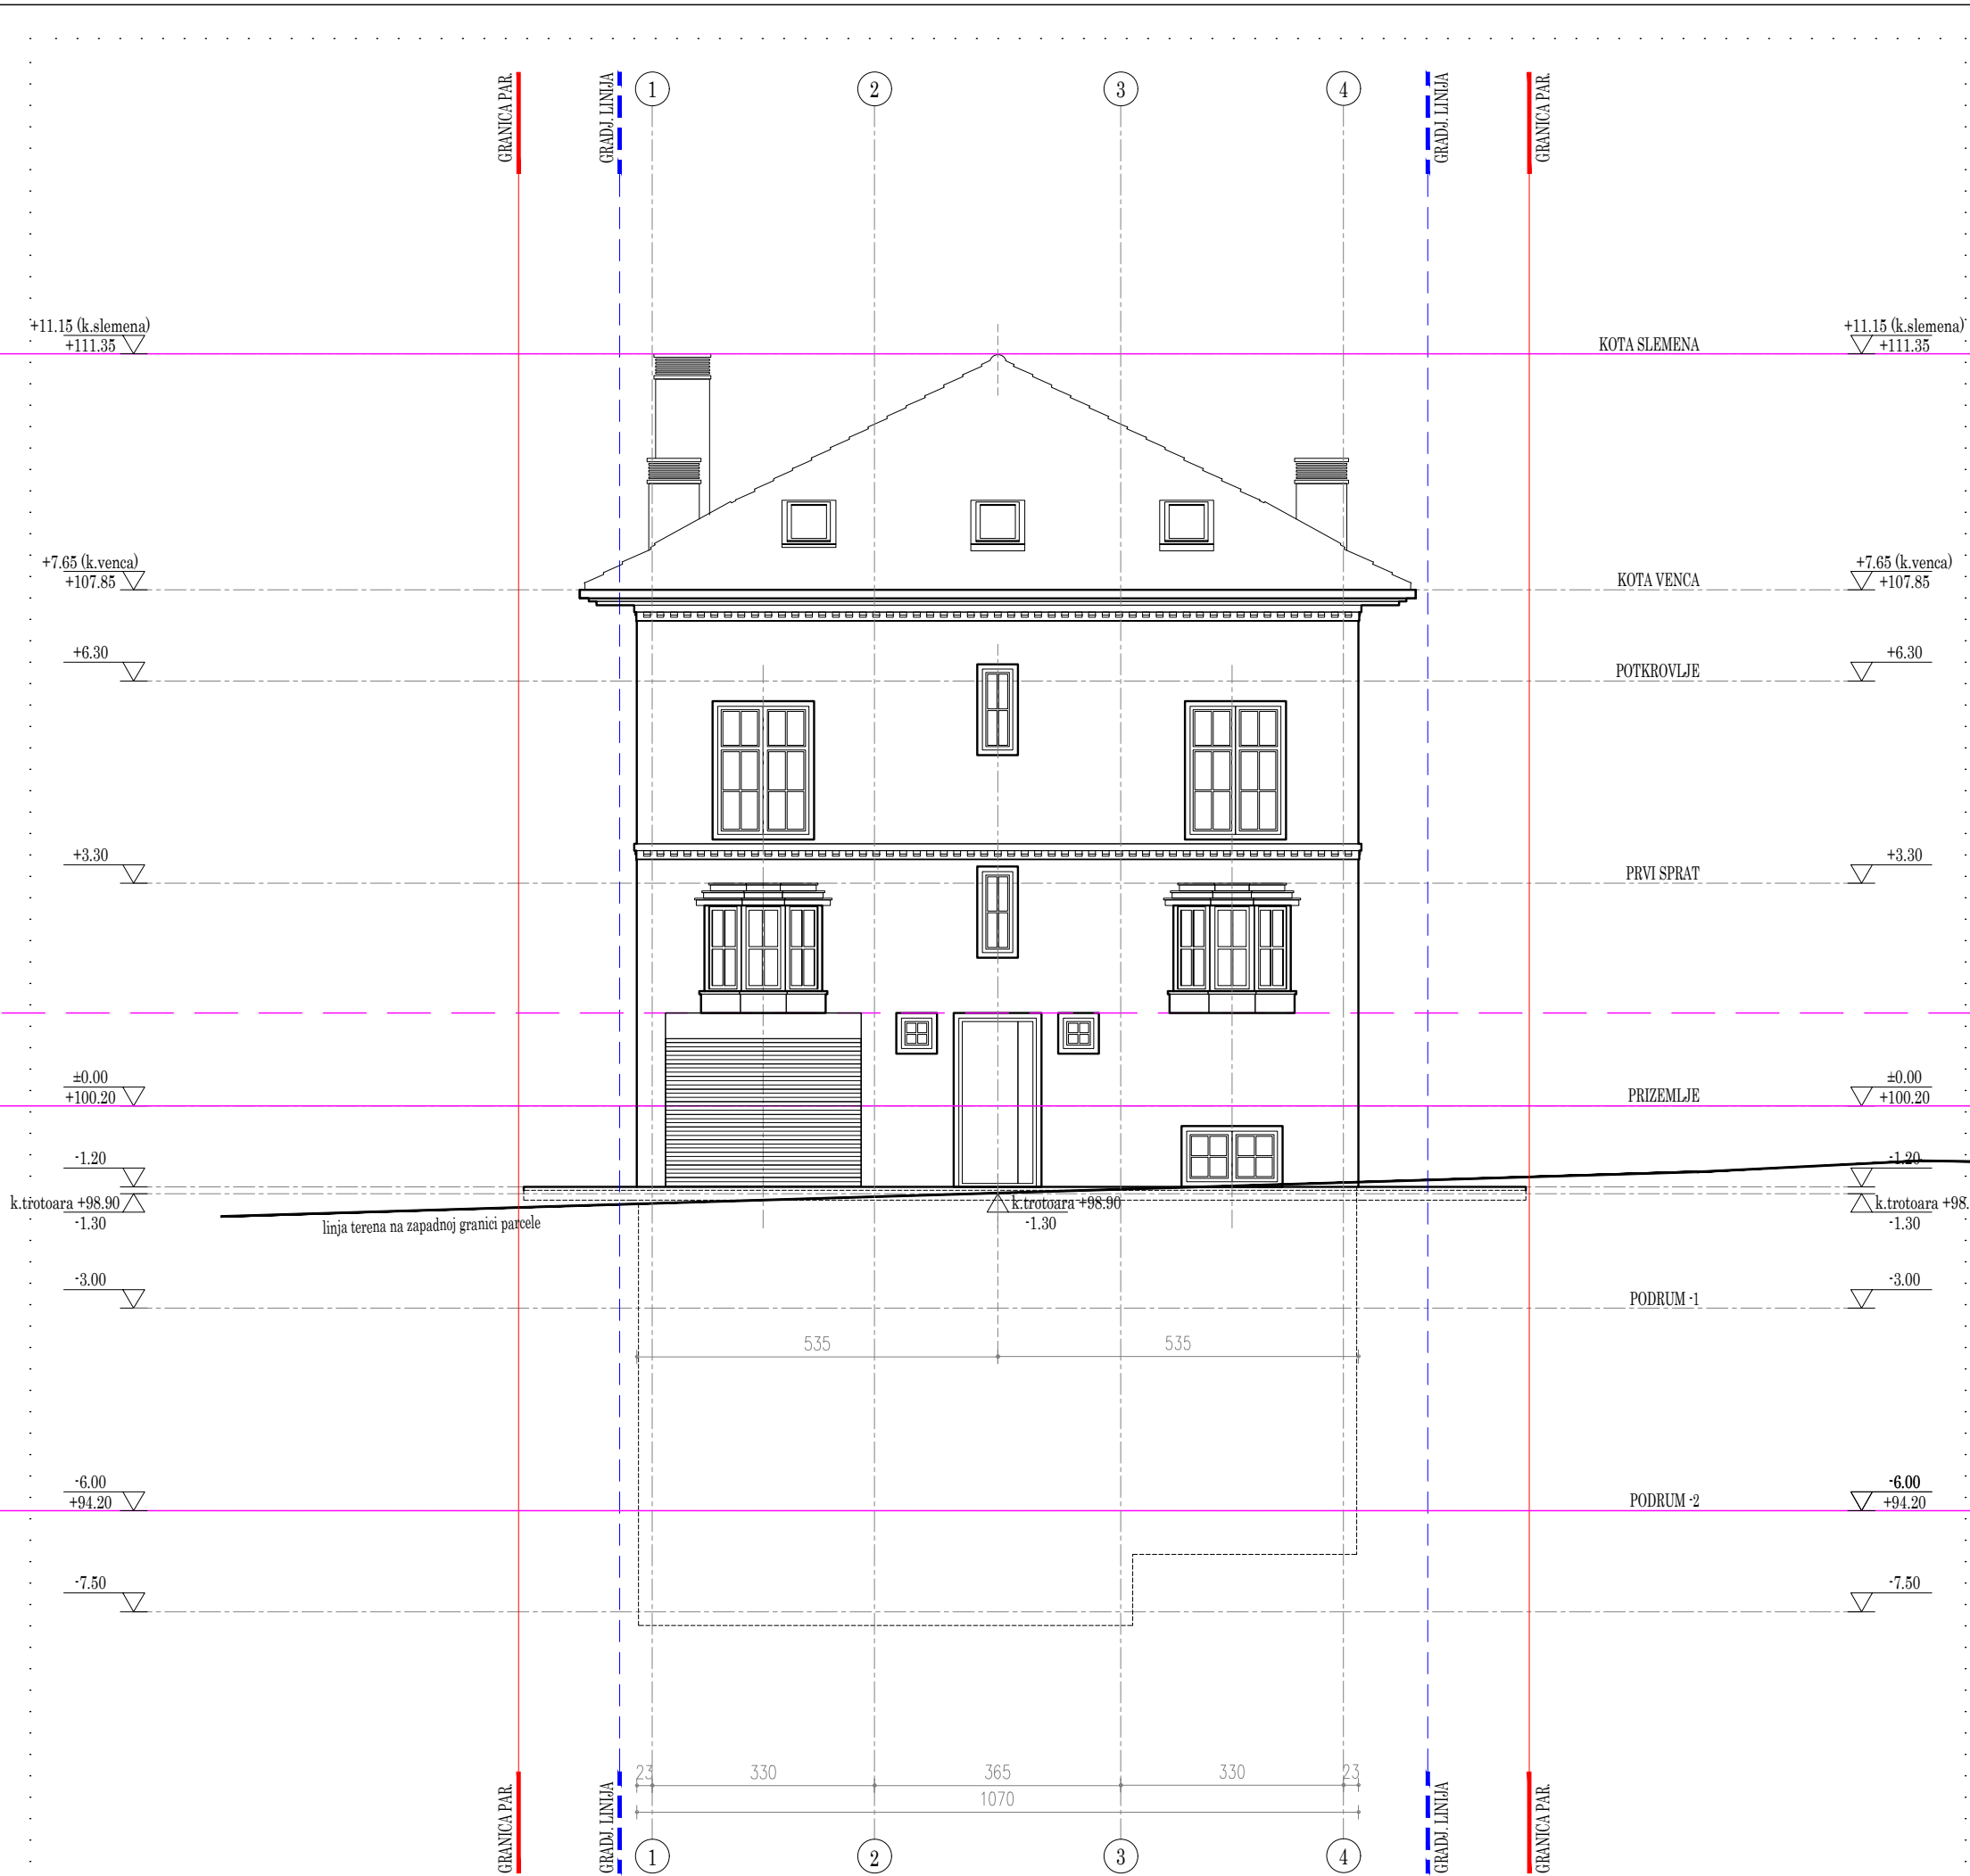 GRANICA PAR.
GRADJ. LINIJA
1
2
3
4
GRADJ. LINIJA
GRANICA PAR.
+11.15 (k.slemena)
+111.35
KOTA SLEMENA
+11.15 (k.slemena)
+111.35
+7.65 (k.venca)
+107.85
KOTA VENCA
+7.65 (k.venca)
+107.85
+6.30
POTKROVLJE
+6.30
+3.30
PRVI SPRAT
+3.30
±0.00
+100.20
PRIZEMLJE
±0.00
+100.20
-1.20
-1.20
k.trotoara +98.90
-1.30
linja terena na zapadnoj granici parcele
k.trotoara +98.90
-1.30
k.trotoara +98.
-1.30
-3.00
PODRUM -1
-3.00
535
535
-6.00
+94.20
PODRUM -2
-6.00
+94.20
-7.50
-7.50
23
330
365
330
23
1070
GRANICA PAR.
GRADJ. LINIJA
1
2
3
4
GRADJ. LINIJA
GRANICA PAR.